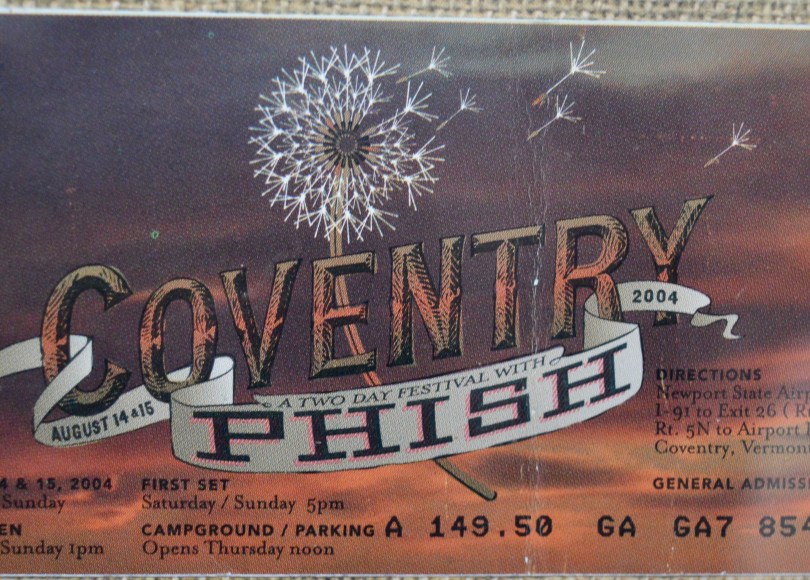 COVENTRY
2004
A TWO DAY FESTIVAL WITH
AUGUST 14 & 15
PHISH
DIRECTIONS
Newport State Airp
I-91 to Exit 26 ( R
Rt. 5N to Airport
Coventry, Vermon
4 & 15, 2004
Sunday
EN
Sunday 1pm
FIRST SET
Saturday / Sunday 5pm
CAMPGROUND / PARKING
Opens Thursday noon
GENERAL ADMISS
A 149.50 GA GA7 854